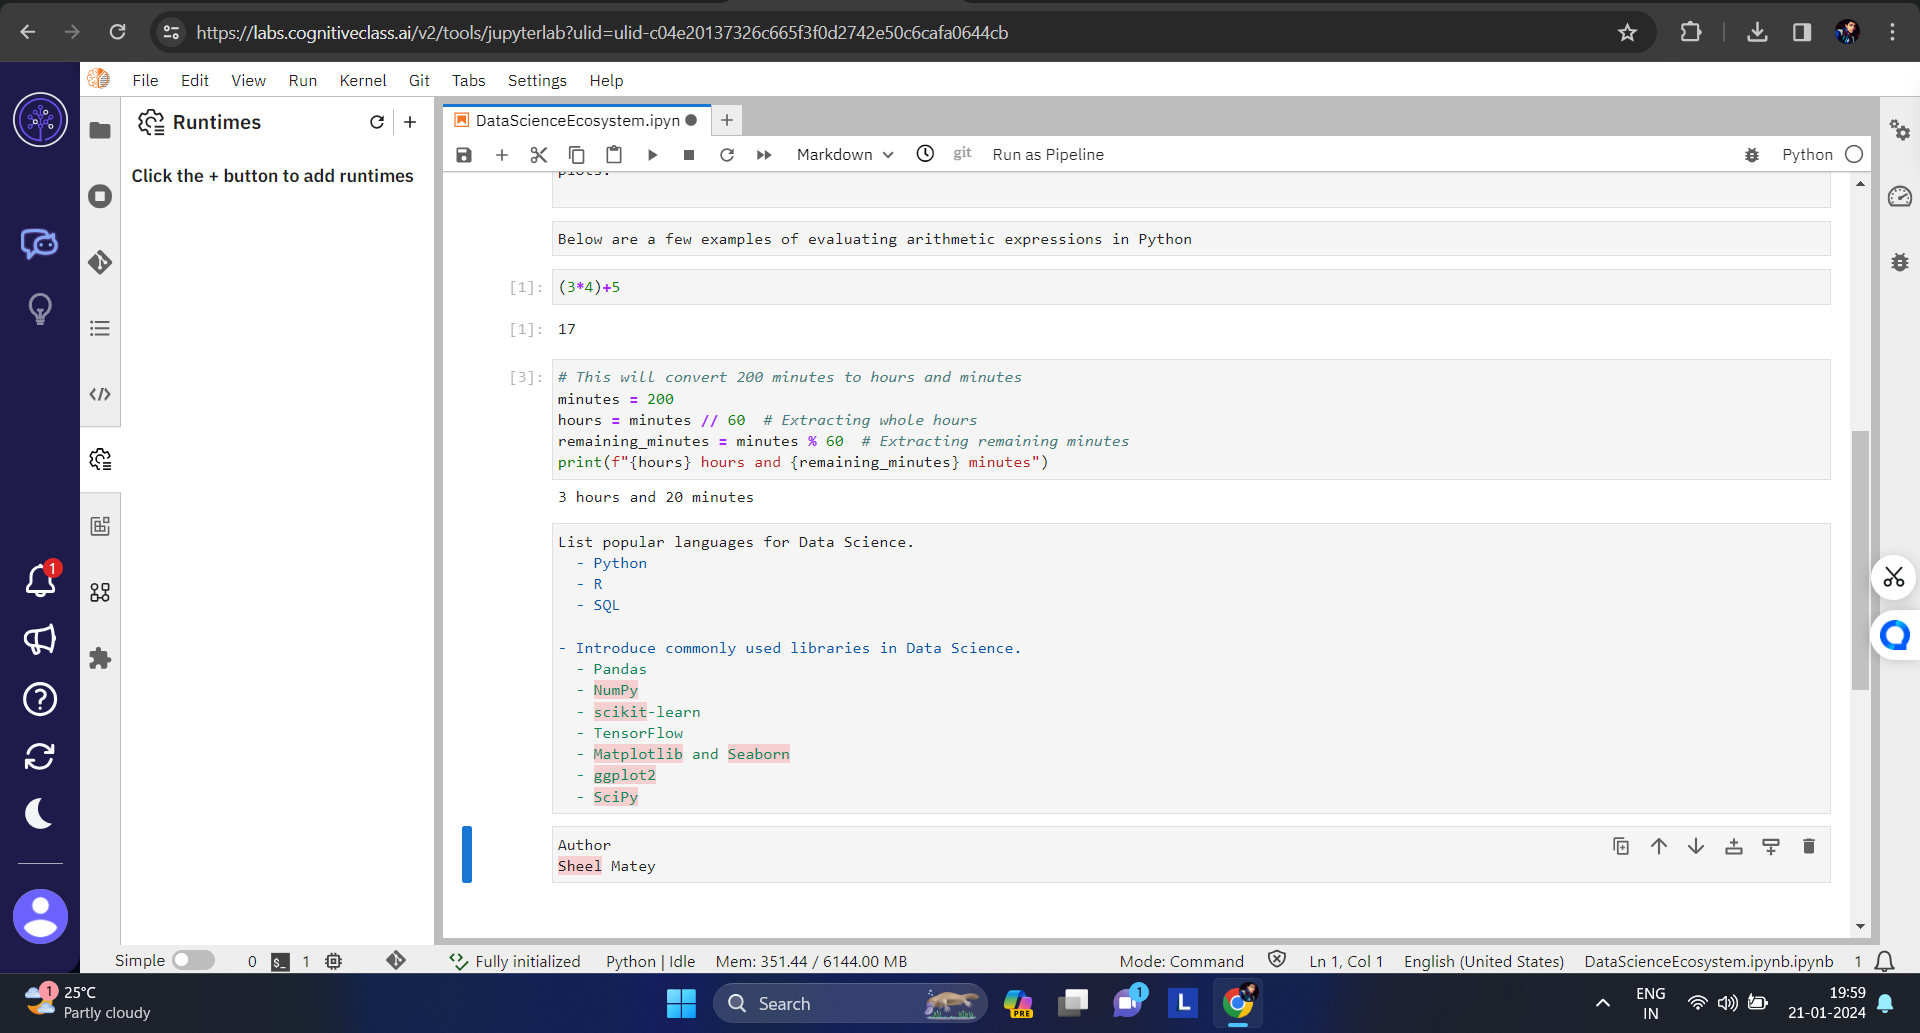 https://labs.cognitiveclass.ai/v2/tools/jupyterlab?ulid=ulid-c04e20137326c665f3f0d2742e50c6cafa0644cb
File Edit View Run Kernel Git Tabs Settings Help
Runtimes
Click the + button to add runtimes
DataScienceEcosystem.ipyn
Markdown git Run as Pipeline Python
plots.
Below are a few examples of evaluating arithmetic expressions in Python
[1]: (3*4)+5
[1]: 17
[3]: # This will convert 200 minutes to hours and minutes
minutes = 200
hours = minutes // 60  # Extracting whole hours
remaining_minutes = minutes % 60  # Extracting remaining minutes
print(f"{hours} hours and {remaining_minutes} minutes")
3 hours and 20 minutes
List popular languages for Data Science.
- Python
- R
- SQL
- Introduce commonly used libraries in Data Science.
- Pandas
- NumPy
- scikit-learn
- TensorFlow
- Matplotlib and Seaborn
- ggplot2
- SciPy
Author
Sheel Matey
1
Simple 0 $_ 1 Fully initialized Python | Idle Mem: 351.44 / 6144.00 MB Mode: Command Ln 1, Col 1 English (United States) DataScienceEcosystem.ipynb.ipynb 1
1 25°C
Partly cloudy
Search
PRE
1
L
ENG
IN
19:59
21-01-2024